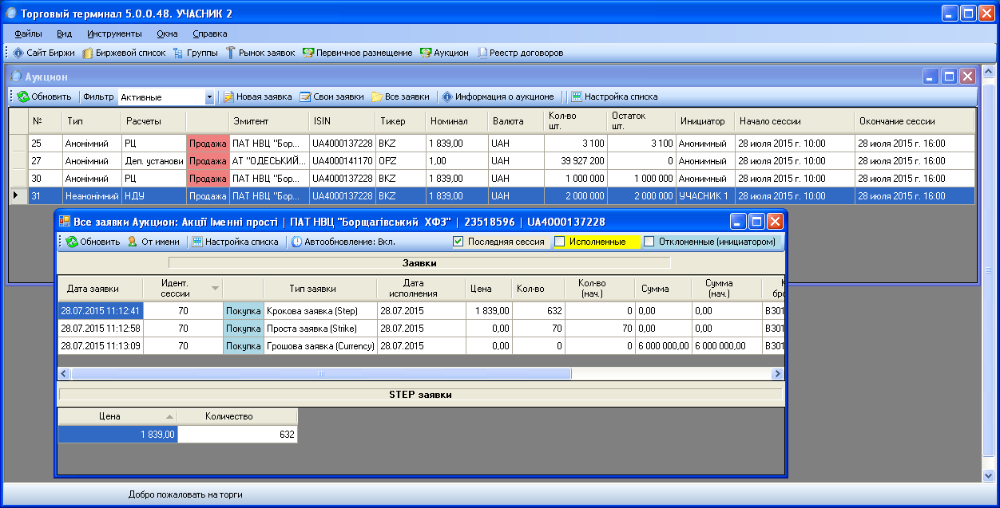 Торговый терминал 5.0.0.48. УЧАСНИК 2
Файлы Вид Инструменты Окна Справка
Сайт Биржи Биржевой список Группы Рынок заявок Первичное размещение Аукцион Реестр договоров
Аукцион
Обновить Фильтр Активные Новая заявка Свои заявки Все заявки Информация о аукционе Настройка списка
№ Тип Расчеты Эмитент ISIN Тикер Номинал Валюта Кол-во шт. Остаток шт. Инициатор Начало сессии Окончание сессии
25 Анонімний РЦ Продажа ПАТ НВЦ "Бор... UA4000137228 BKZ 1 839,00 UAH 3 100 3 100 Анонимный 28 июля 2015 г. 10:00 28 июля 2015 г. 16:00
27 Анонімний Деп. установи Продажа АТ "ОДЕСЬКИЙ... UA4000141170 OPZ 1,00 UAH 39 927 200 0 Анонимный 28 июля 2015 г. 10:00 28 июля 2015 г. 16:00
30 Анонімний РЦ Продажа ПАТ НВЦ "Бор... UA4000137228 BKZ 1 839,00 UAH 1 000 000 1 000 000 Анонимный 28 июля 2015 г. 10:00 28 июля 2015 г. 16:00
31 Неанонімний НДУ Продажа ПАТ НВЦ "Бор... UA4000137228 BKZ 1 839,00 UAH 2 000 000 2 000 000 УЧАСНИК 1 28 июля 2015 г. 10:00 28 июля 2015 г. 16:00
Все заявки Аукцион: Акції Іменні прості | ПАТ НВЦ "Борщагівський ХФЗ" | 23518596 | UA4000137228
Обновить От имени Настройка списка Автообновление: Вкл. Последняя сессия Исполненные Отклоненные (инициатором)
Заявки
Дата заявки Идент. сессии Тип заявки Дата исполнения Цена Кол-во Кол-во (нач.) Сумма Сумма (нач.)
28.07.2015 11:12:41 70 Покупка Крокова заявка (Step) 28.07.2015 1 839,00 632 0 0,00 0,00 B301
28.07.2015 11:12:58 70 Покупка Проста заявка (Strike) 28.07.2015 0,00 70 70 0,00 0,00 B301
28.07.2015 11:13:09 70 Покупка Грошова заявка (Currency) 28.07.2015 0,00 0 0 6 000 000,00 6 000 000,00 B301
STEP заявки
Цена Количество
1 839,00 632
Добро пожаловать на торги